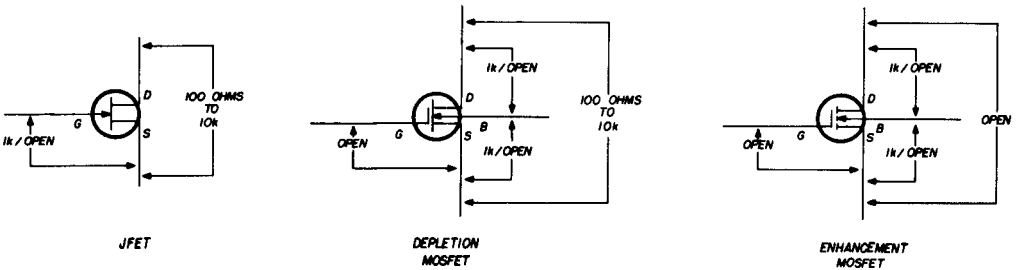 D
G
S
1k/OPEN
100 OHMS
TO
10k
JFET
D
G
B
S
OPEN
1k/OPEN
1k/OPEN
100 OHMS
TO
10k
DEPLETION
MOSFET
D
G
B
S
OPEN
1k/OPEN
1k/OPEN
OPEN
ENHANCEMENT
MOSFET